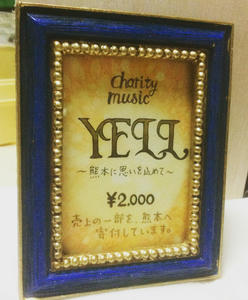 charity
music
YELL
～熊本に思いを込めて～
¥2.000
売上の一部を、熊本へ
寄付しています。